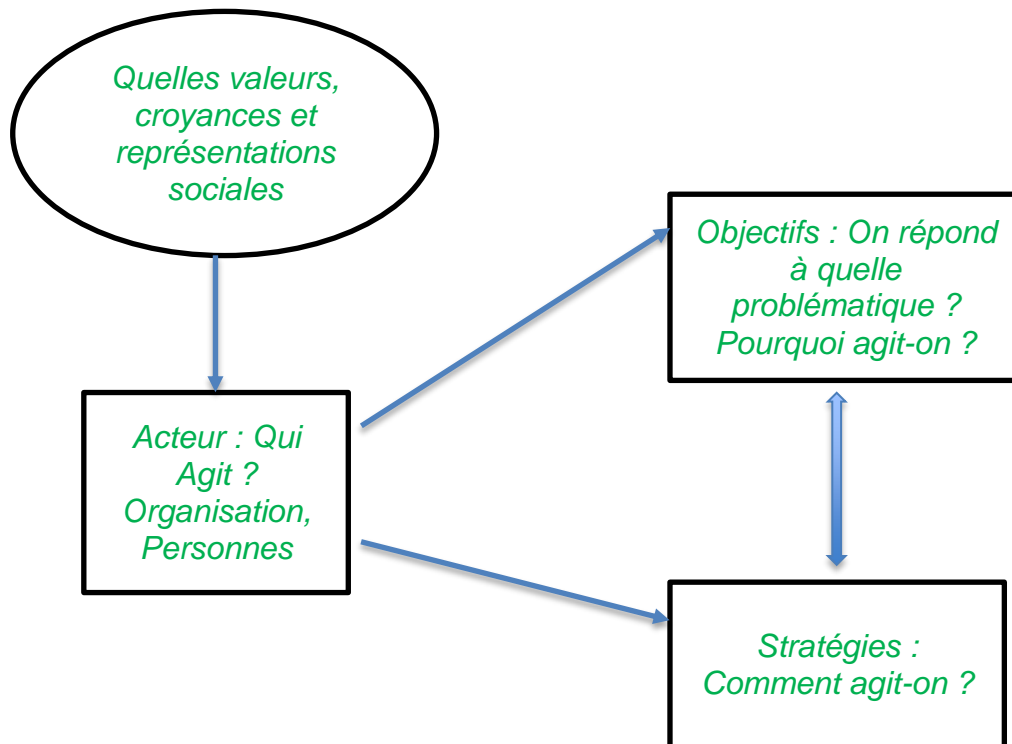 Quelles valeurs,
croyances et
représentations
sociales
Objectifs : On répond
à quelle
problématique ?
Pourquoi agit-on ?
Acteur : Qui
Agit ?
Organisation,
Personnes
Stratégies :
Comment agit-on ?